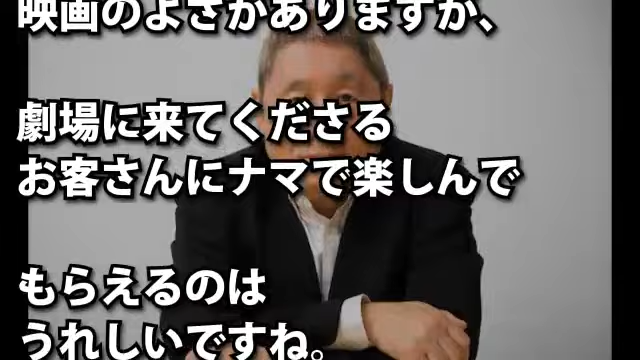 映画のよさがありますが、
劇場に来てくださる
お客さんにナマで楽しんで
もらえるのは
うれしいですね。